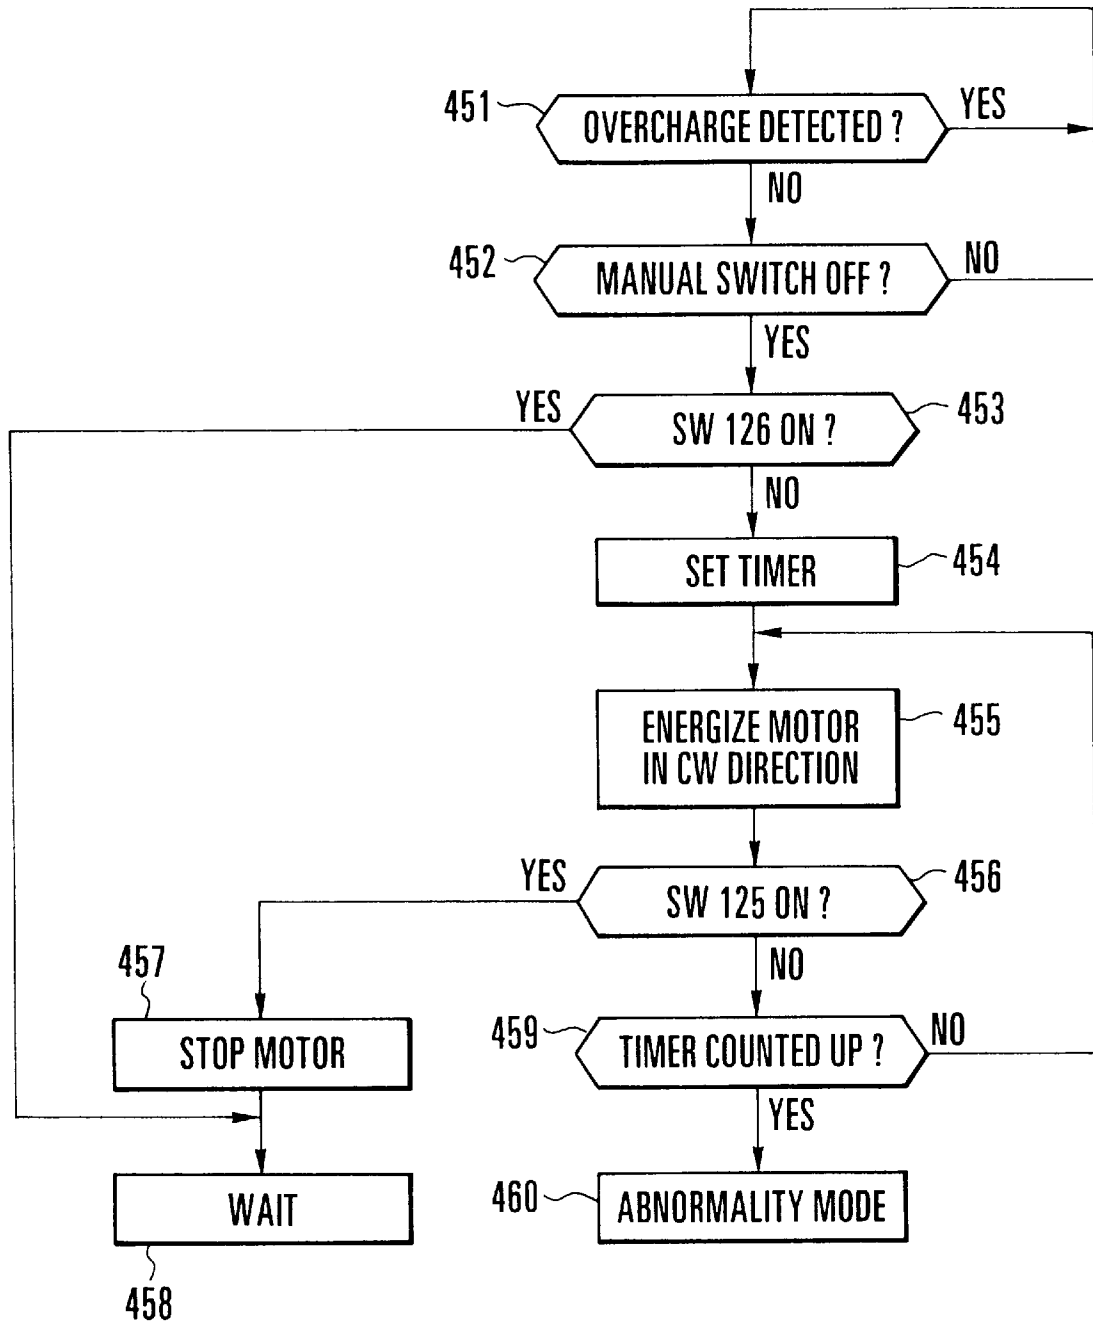 451
OVERCHARGE DETECTED ?
YES
NO
452
MANUAL SWITCH OFF ?
NO
YES
YES
SW 126 ON ?
453
NO
SET TIMER
454
ENERGIZE MOTOR
IN CW DIRECTION
455
YES
SW 125 ON ?
456
NO
457
STOP MOTOR
459
TIMER COUNTED UP ?
NO
YES
WAIT
458
460
ABNORMALITY MODE